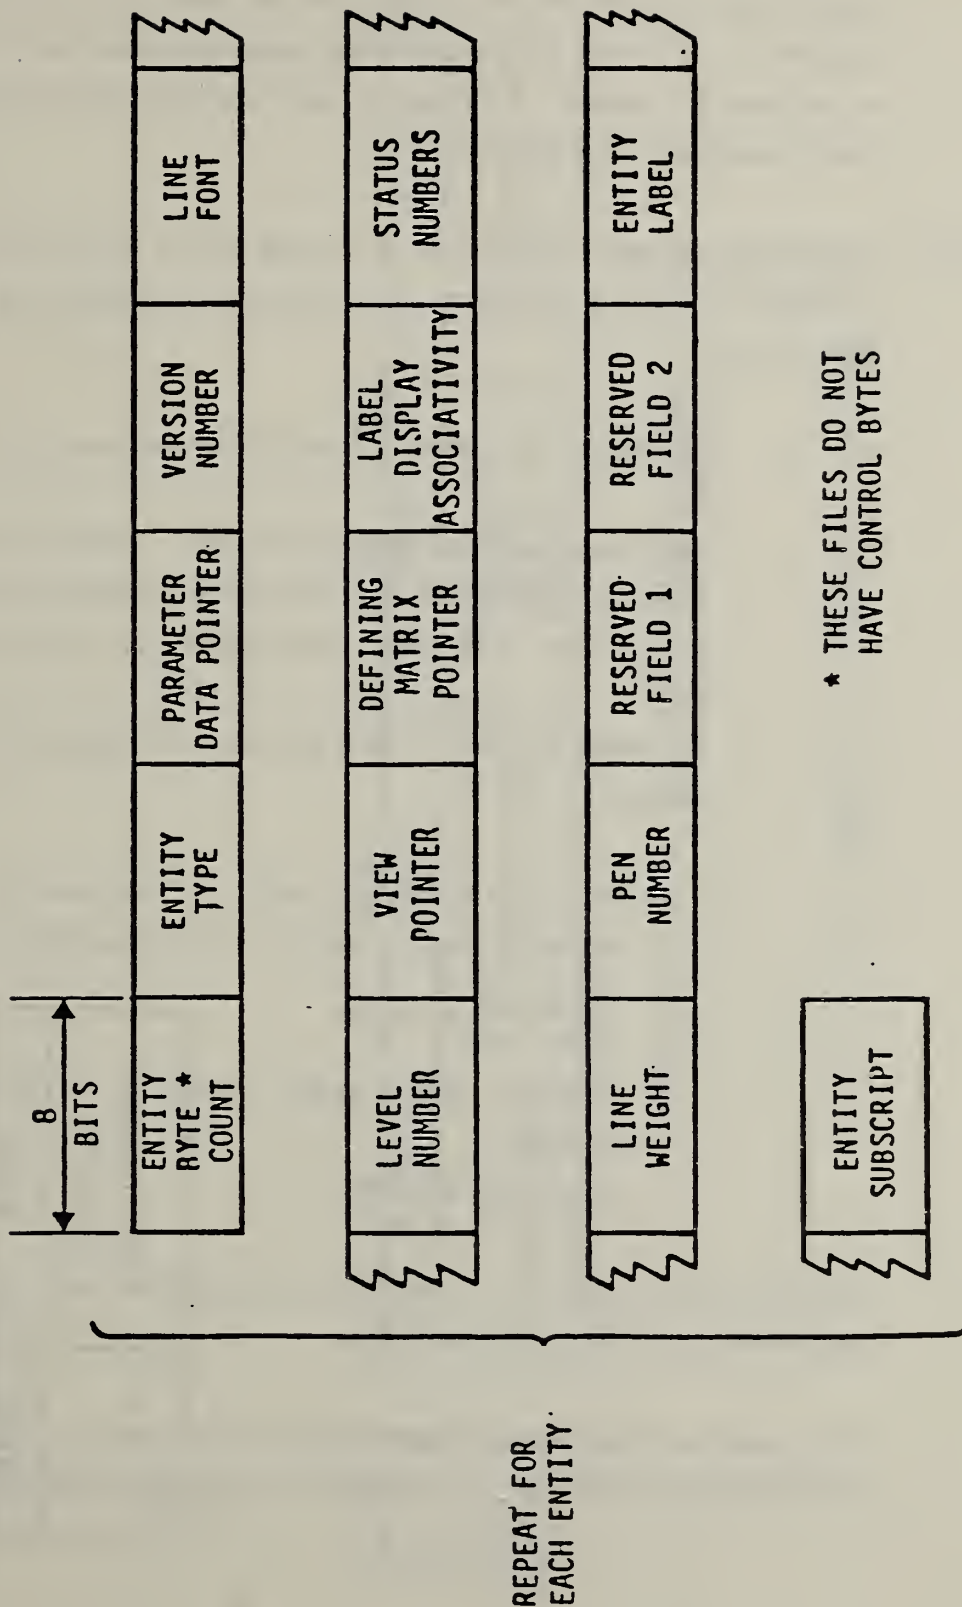 8
BITS
ENTITY
BYTE *
COUNT
ENTITY
TYPE
PARAMETER
DATA POINTER
VERSION
NUMBER
LINE
FONT
LEVEL
NUMBER
VIEW
POINTER
DEFINING
MATRIX
POINTER
LABEL
DISPLAY
ASSOCIATIVITY
STATUS
NUMBERS
LINE
WEIGHT
PEN
NUMBER
RESERVED
FIELD 1
RESERVED
FIELD 2
ENTITY
LABEL
ENTITY
SUBSCRIPT
* THESE FILES DO NOT
HAVE CONTROL BYTES
REPEAT FOR
EACH ENTITY